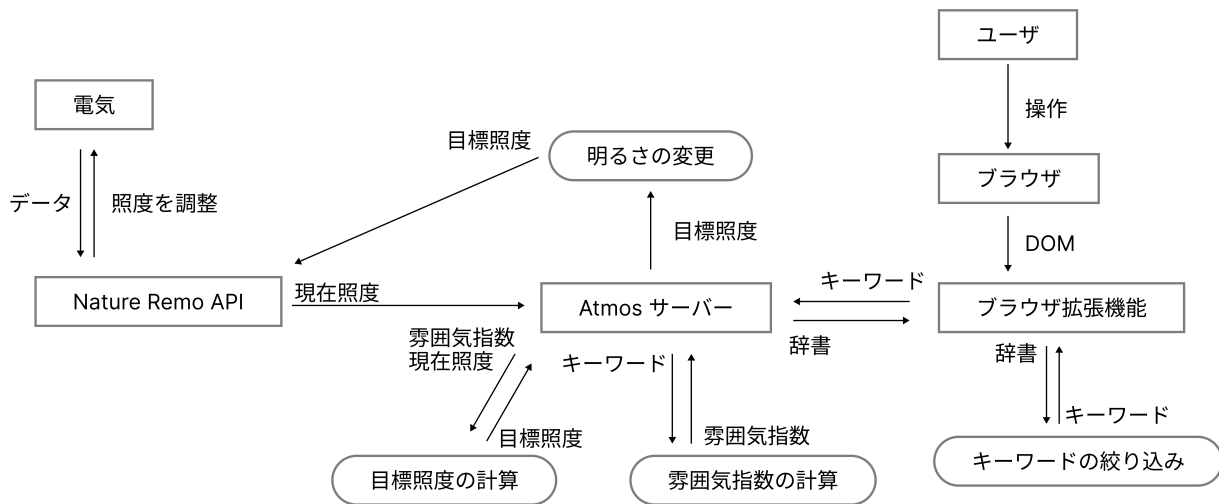 ユーザ
電気
操作
目標照度
明るさの変更
ブラウザ
データ
照度を調整
目標照度
DOM
キーワード
Nature Remo API
現在照度
Atmos サーバー
ブラウザ拡張機能
雰囲気指数
現在照度
キーワード
辞書
辞書
キーワード
目標照度
雰囲気指数
目標照度の計算
雰囲気指数の計算
キーワードの絞り込み